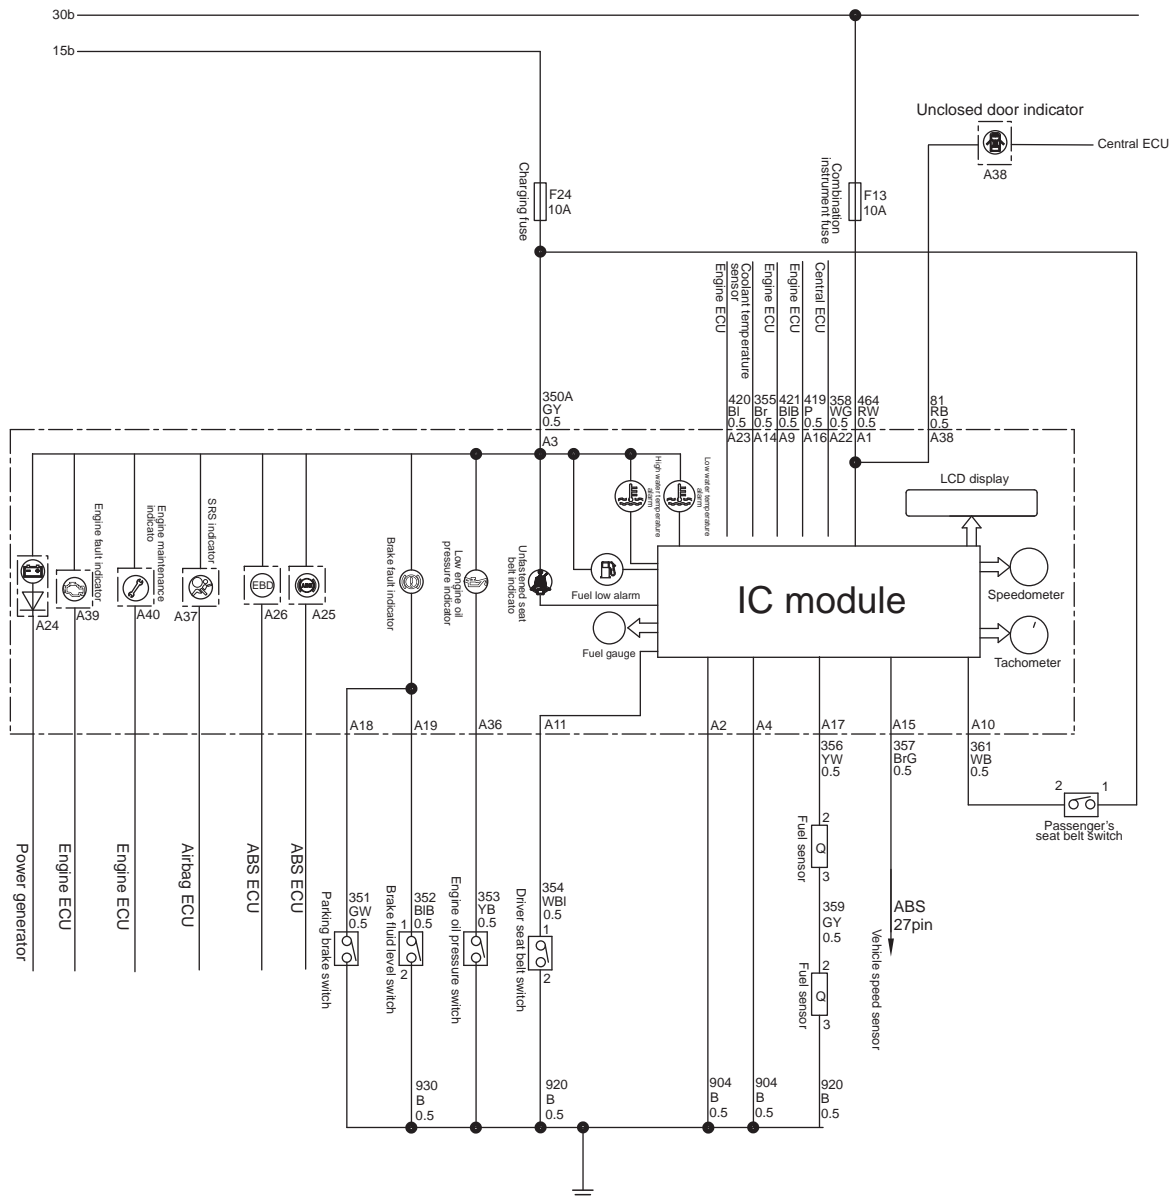 30b
15b
Unclosed door indicator
Central ECU
A38
Charging fuse
F24
10A
Combination
instrument fuse
F13
10A
Engine ECU
Coolant temperature
sensor
Engine ECU
Engine ECU
Central ECU
350A
GY
0.5
420
Bl
0.5
355
Br
0.5
421
BlB
0.5
419
P
0.5
358
WG
0.5
464
RW
0.5
81
RB
0.5
A3
A23
A14
A9
A16
A22
A1
A38
High water temperature
alarm
Low water temperature
alarm
LCD display
Engine fault indicator
Engine maintenance
indicato
SRS indicator
Brake fault indicator
Low engine oil
pressure indicator
Unfastened seat
belt indicato
Fuel low alarm
IC module
Speedometer
EBD
ABS
A24
A39
A40
A37
A26
A25
Fuel gauge
Tachometer
A18
A19
A36
A11
A2
A4
A17
A15
A10
356
YW
0.5
357
BrG
0.5
361
WB
0.5
2
1
Passenger's
seat belt switch
Fuel sensor
2
Q
3
Power generator
Engine ECU
Engine ECU
Airbag ECU
ABS ECU
ABS ECU
Parking brake switch
351
GW
0.5
Brake fluid level switch
352
BlB
0.5
1
2
Engine oil pressure switch
353
YB
0.5
Driver seat belt switch
354
WBl
0.5
1
2
359
GY
0.5
ABS
27pin
Vehicle speed sensor
Fuel sensor
2
Q
3
930
B
0.5
920
B
0.5
904
B
0.5
904
B
0.5
920
B
0.5